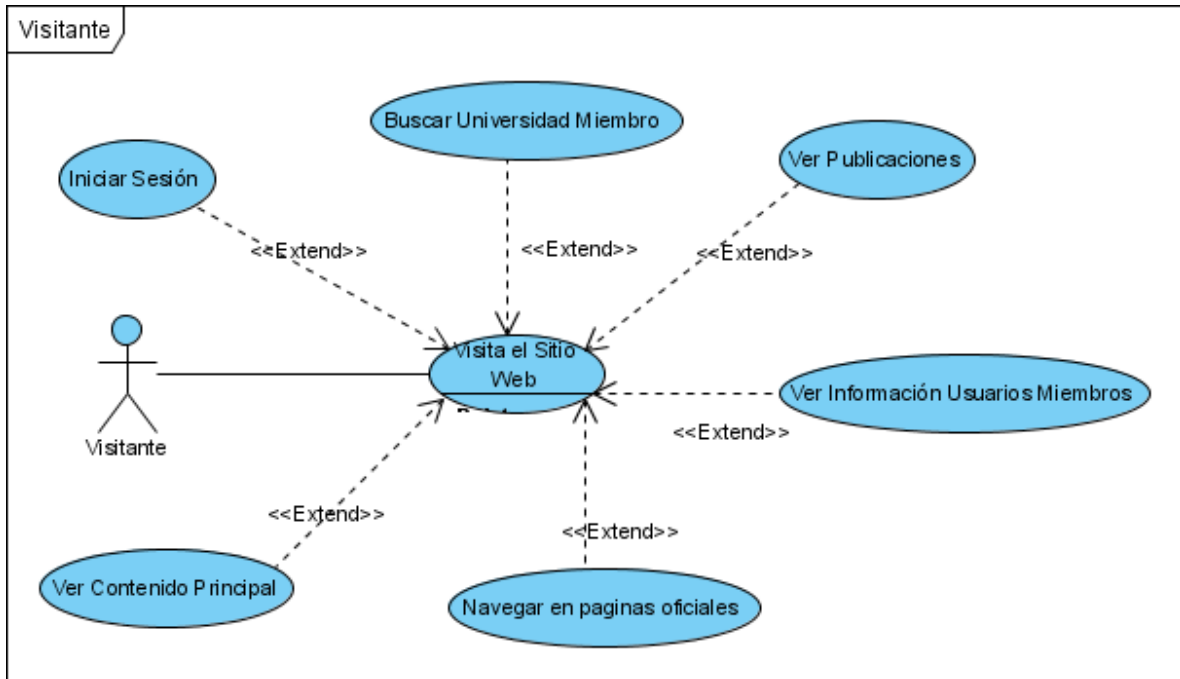 Visitante
Buscar Universidad Miembro
Ver Publicaciones
Iniciar Sesión
<<Extend>>
<<Extend>>
<<Extend>>
Visita el Sitio
Web
Ver Información Usuarios Miembros
<<Extend>>
Visitante
<<Extend>>
<<Extend>>
Ver Contenido Principal
Navegar en paginas oficiales